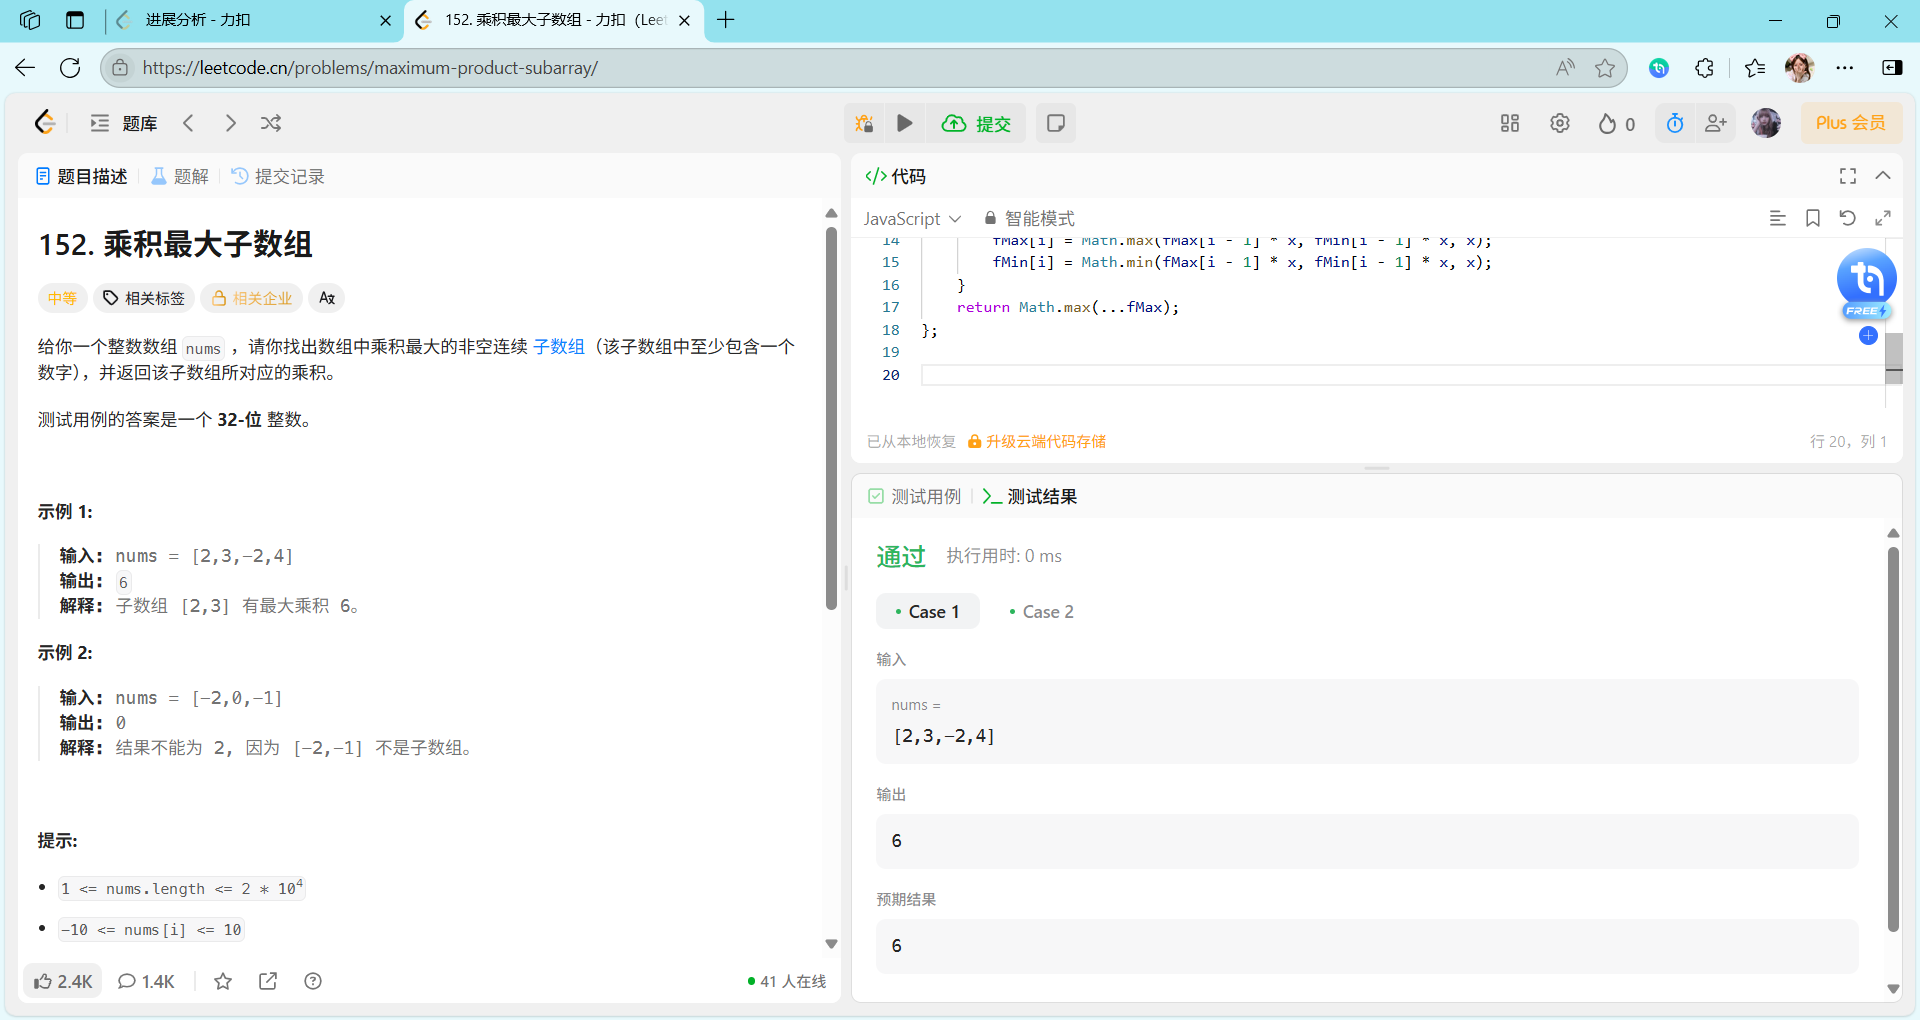 进展分析 - 力扣
152. 乘积最大子数组 - 力扣（Leet
https://leetcode.cn/problems/maximum-product-subarray/
题库
提交
0
Plus 会员
题目描述
题解
提交记录
152. 乘积最大子数组
中等
相关标签
相关企业
给你一个整数数组 nums ，请你找出数组中乘积最大的非空连续 子数组（该子数组中至少包含一个
数字），并返回该子数组所对应的乘积。
测试用例的答案是一个 32-位 整数。
示例 1:
输入: nums = [2,3,-2,4]
输出: 6
解释: 子数组 [2,3] 有最大乘积 6。
示例 2:
输入: nums = [-2,0,-1]
输出: 0
解释: 结果不能为 2, 因为 [-2,-1] 不是子数组。
提示:
1 <= nums.length <= 2 * 10⁴
-10 <= nums[i] <= 10
2.4K
1.4K
41 人在线
代码
JavaScript
智能模式
14 fMax[i] = Math.max(fMax[i - 1] * x, fMin[i - 1] * x, x);
15 fMin[i] = Math.min(fMax[i - 1] * x, fMin[i - 1] * x, x);
16 }
17 return Math.max(...fMax);
18 };
19
20
FREE
已从本地恢复
升级云端代码存储
行 20，列 1
测试用例
测试结果
通过
执行用时: 0 ms
Case 1
Case 2
输入
nums =
[2,3,-2,4]
输出
6
预期结果
6